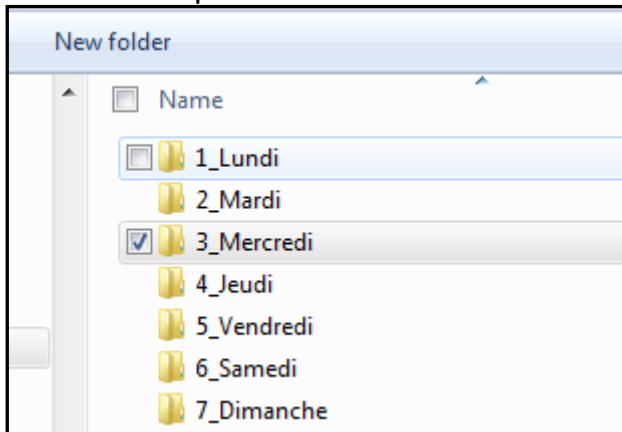 New folder
Name
1_Lundi
2_Mardi
3_Mercredi
4_Jeudi
5_Vendredi
6_Samedi
7_Dimanche